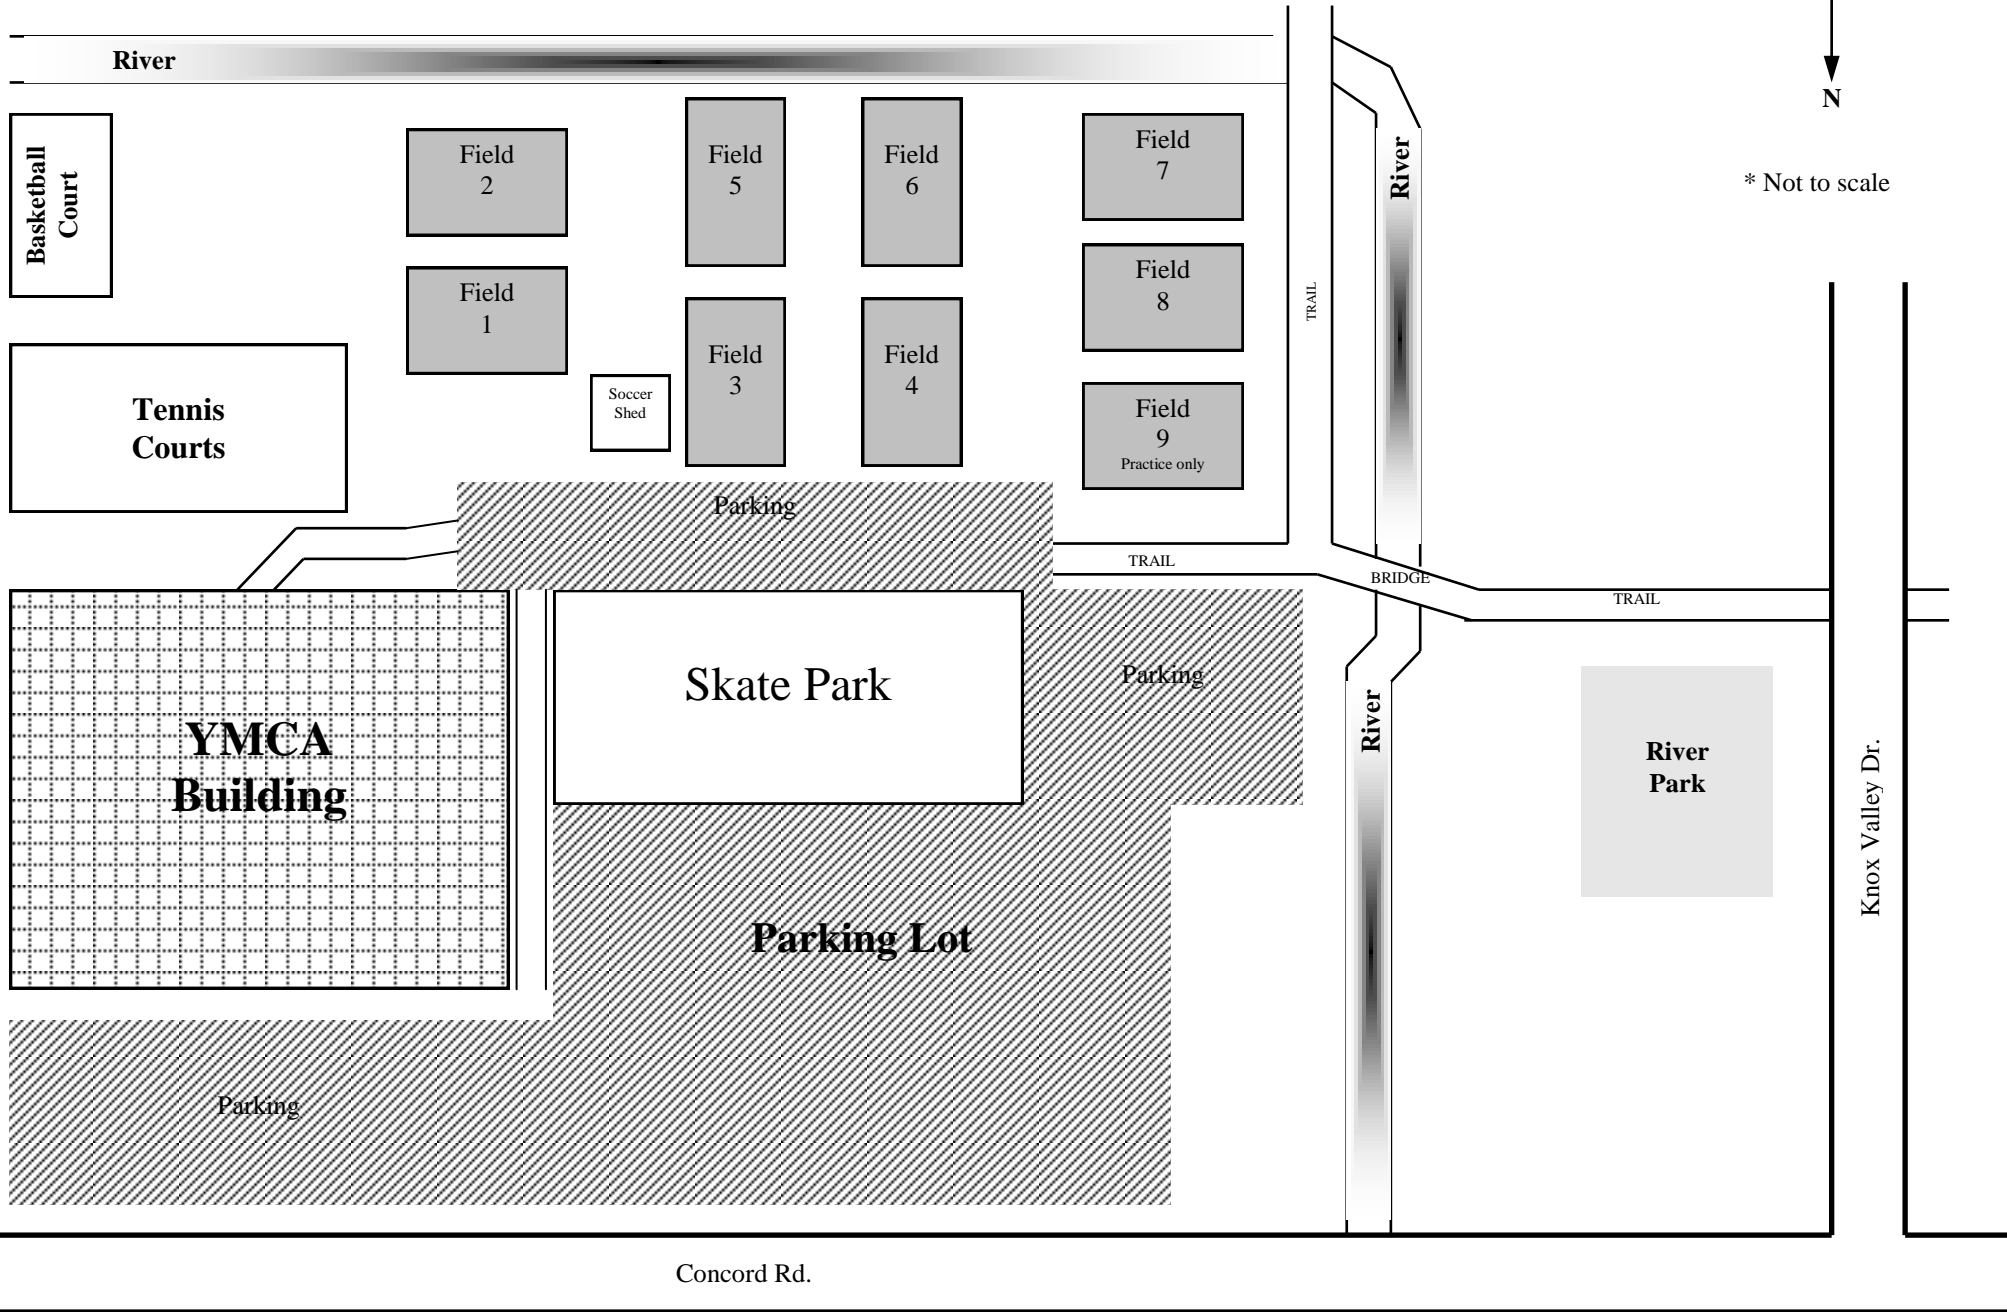 River
N
* Not to scale
Basketball
Court
Field
2
Field
5
Field
6
Field
7
River
Field
1
Field
3
Field
4
Field
8
TRAIL
Soccer
Shed
Tennis
Courts
Field
9
Practice only
Parking
TRAIL
BRIDGE
TRAIL
Skate Park
Parking
River
YMCA
Building
River
Park
Knox Valley Dr.
Parking Lot
Parking
Concord Rd.